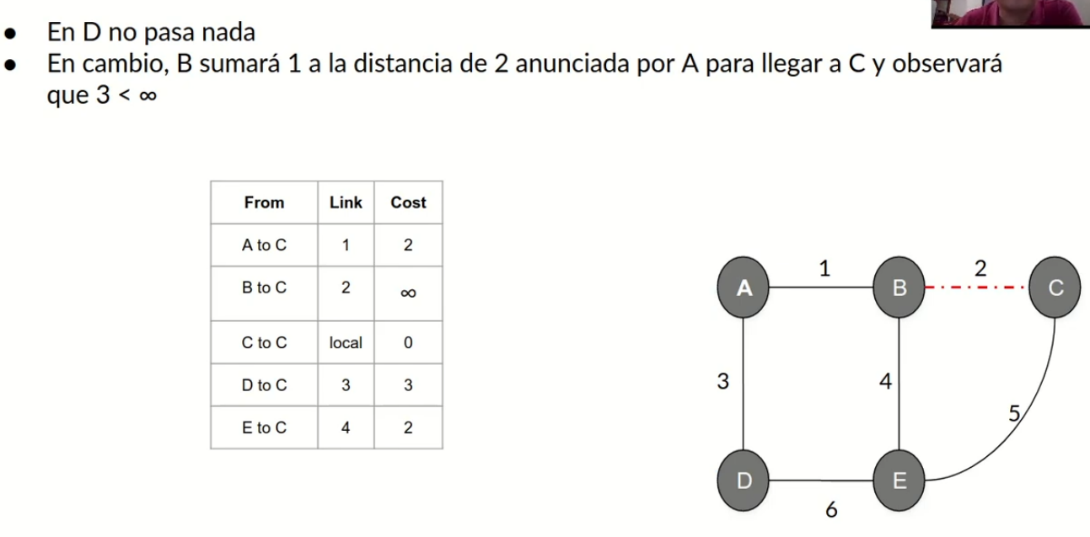 En D no pasa nada
En cambio, B sumará 1 a la distancia de 2 anunciada por A para llegar a C y observará
que 3 < ∞
From Link Cost
A to C 1 2
B to C 2 ∞
C to C local 0
D to C 3 3
E to C 4 2
1 2
A B C
3 4
5
D E
6